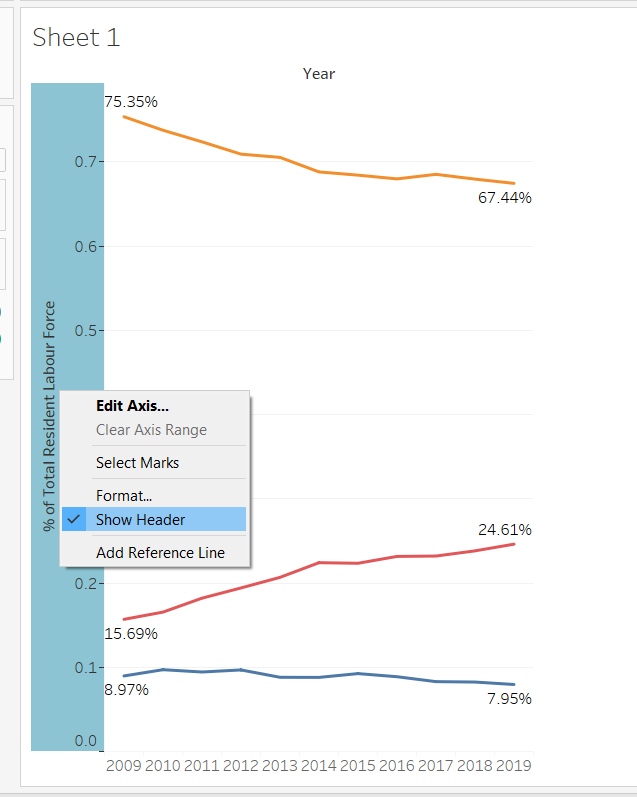 Sheet 1
Year
75.35%
0.7
67.44%
0.6
0.5
% of Total Resident Labour Force
Edit Axis...
Clear Axis Range
Select Marks
Format...
Show Header
Add Reference Line
24.61%
0.2
15.69%
0.1
8.97%
7.95%
0.0
2009 2010 2011 2012 2013 2014 2015 2016 2017 2018 2019